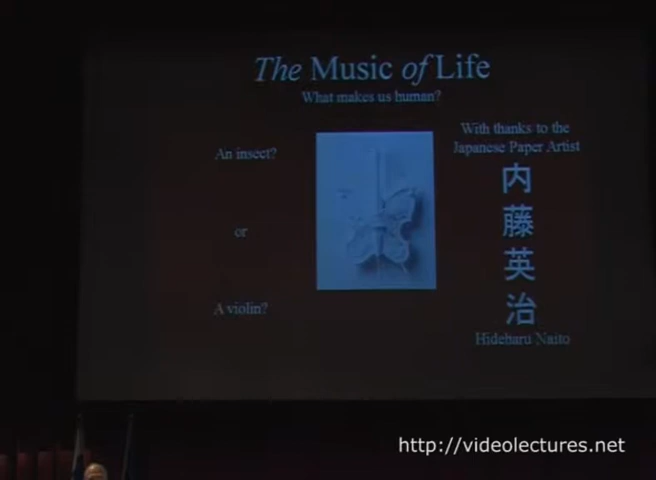 The Music of Life
What makes us human?
An insect?
or
A violin?
With thanks to the
Japanese Paper Artist
内
藤
英
治
Hideharu Naito
http://videolectures.net